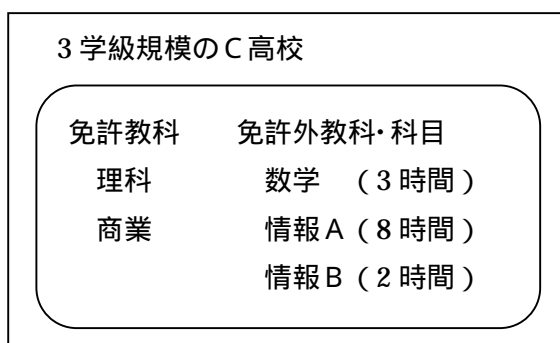 3学級規模のC高校
免許教科 免許外教科・科目
理科 数学 (3時間)
商業 情報A(8時間)
情報B(2時間)